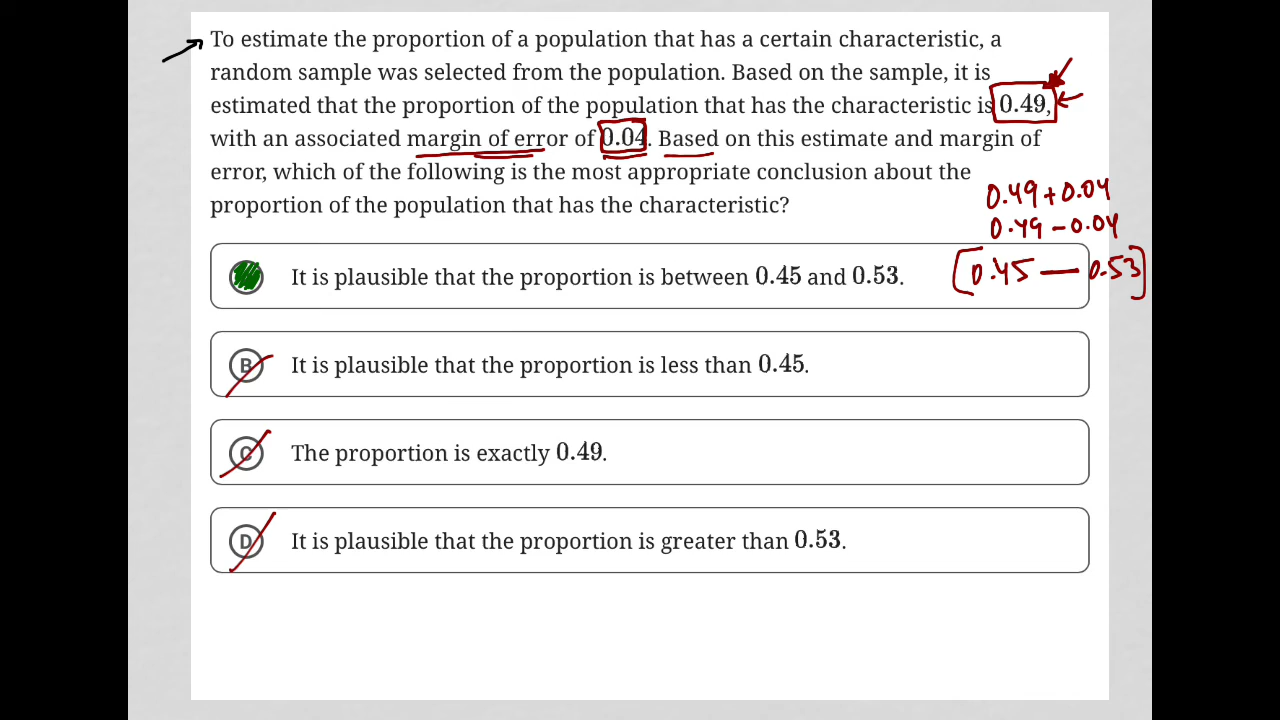 To estimate the proportion of a population that has a certain characteristic, a
random sample was selected from the population. Based on the sample, it is
estimated that the proportion of the population that has the characteristic is 0.49,
with an associated margin of error of 0.04. Based on this estimate and margin of
error, which of the following is the most appropriate conclusion about the
proportion of the population that has the characteristic?
0.49 + 0.04
0.49 - 0.04
[0.45 — 0.53]
It is plausible that the proportion is between 0.45 and 0.53.
B It is plausible that the proportion is less than 0.45.
C The proportion is exactly 0.49.
D It is plausible that the proportion is greater than 0.53.